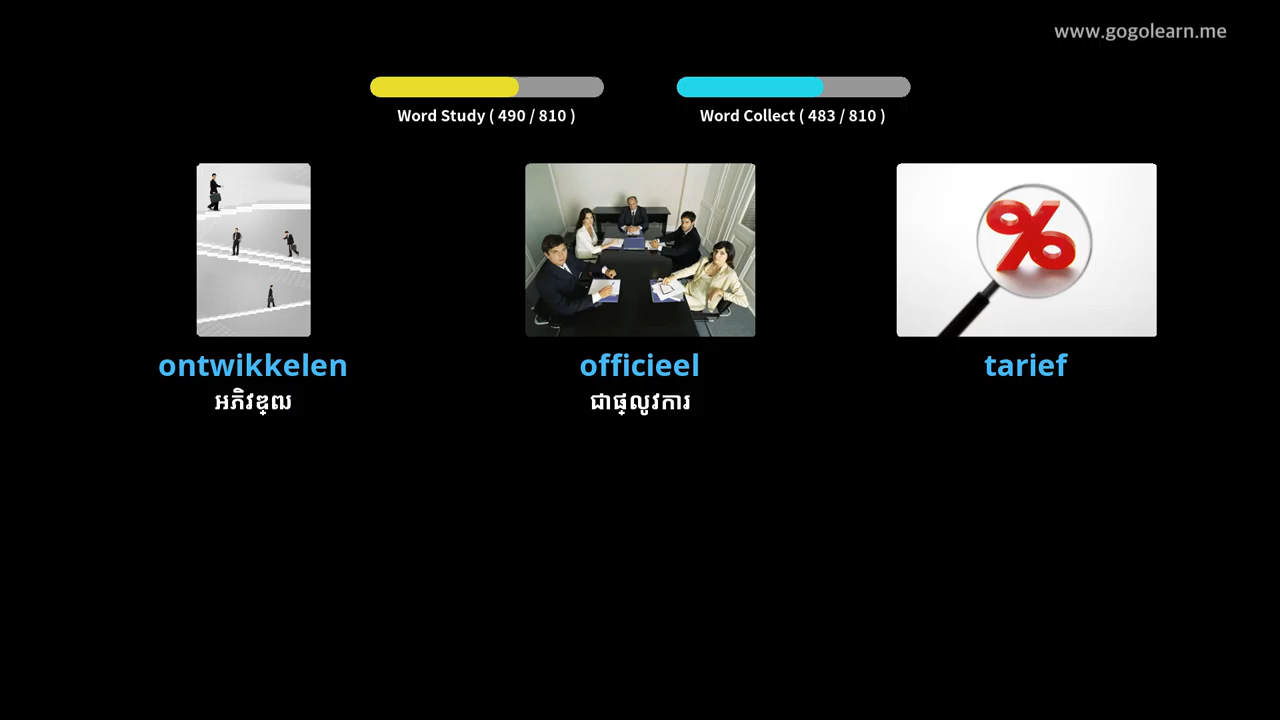 www.gogolearn.me
Word Study ( 490 / 810 )
Word Collect ( 483 / 810 )
%
ontwikkelen
officieel
tarief
អភិវឌ្ឍ
ជាផ្លូវការ